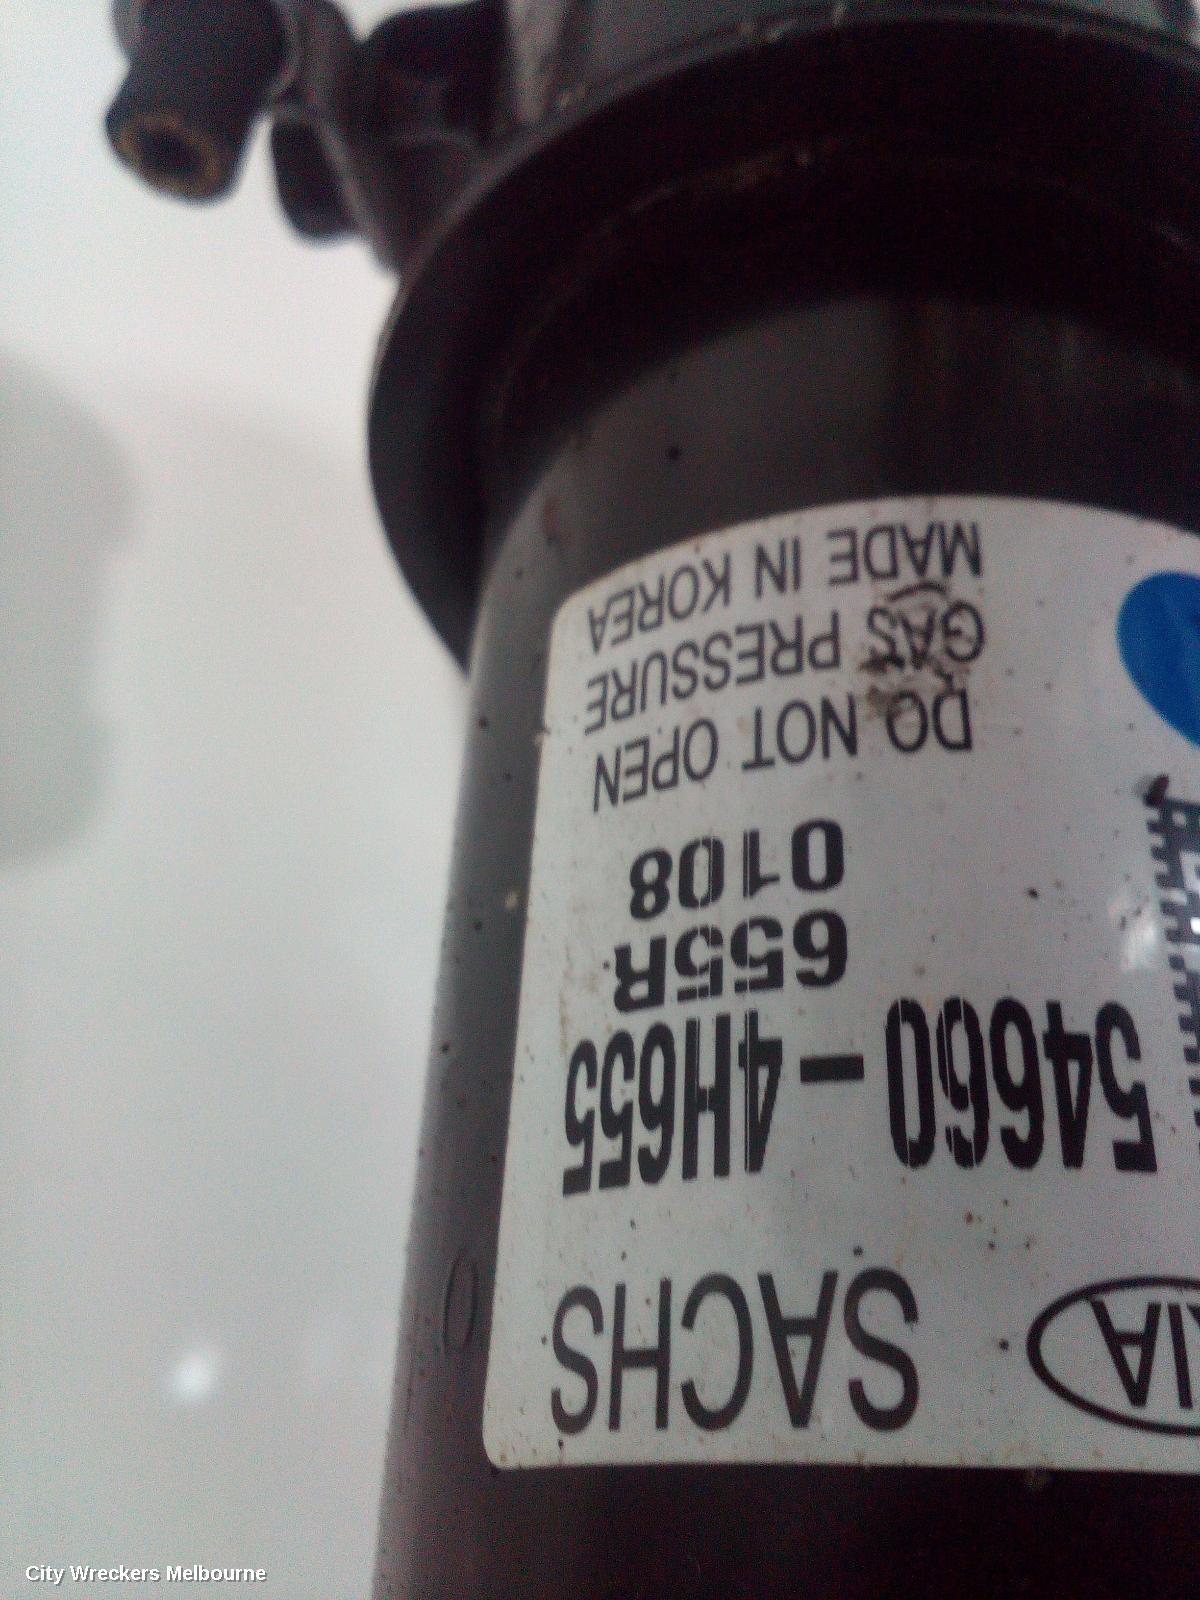 SACHS
54660-4H655
655R
0108
DO NOT OPEN
GAS PRESSURE
MADE IN KOREA
City Wreckers Melbourne